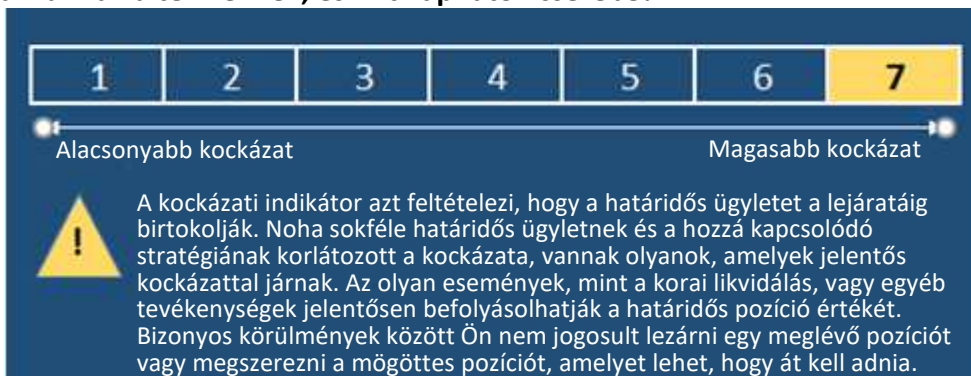 1 2 3 4 5 6 7
Alacsonyabb kockázat Magasabb kockázat
A kockázati indikátor azt feltételezi, hogy a határidős ügyletet a lejáratáig
birtokolják. Noha sokféle határidős ügyletnek és a hozzá kapcsolódó
stratégiának korlátozott a kockázata, vannak olyanok, amelyek jelentős
kockázattal járnak. Az olyan események, mint a korai likvidálás, vagy egyéb
tevékenységek jelentősen befolyásolhatják a határidős pozíció értékét.
Bizonyos körülmények között Ön nem jogosult lezárni egy meglévő pozíciót
vagy megszerezni a mögöttes pozíciót, amelyet lehet, hogy át kell adnia.